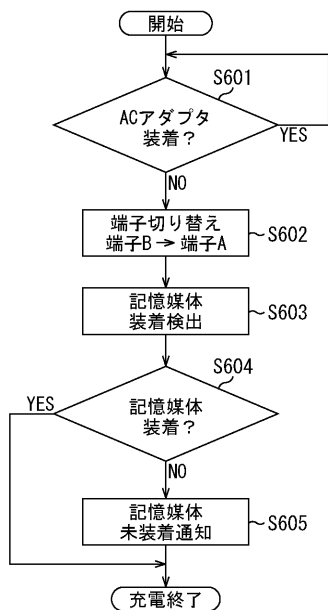 開始
S601
ACアダプタ
装着？
YES
NO
端子切り替え
端子B→端子A
S602
記憶媒体
装着検出
S603
S604
YES
記憶媒体
装着？
NO
記憶媒体
未装着通知
S605
充電終了